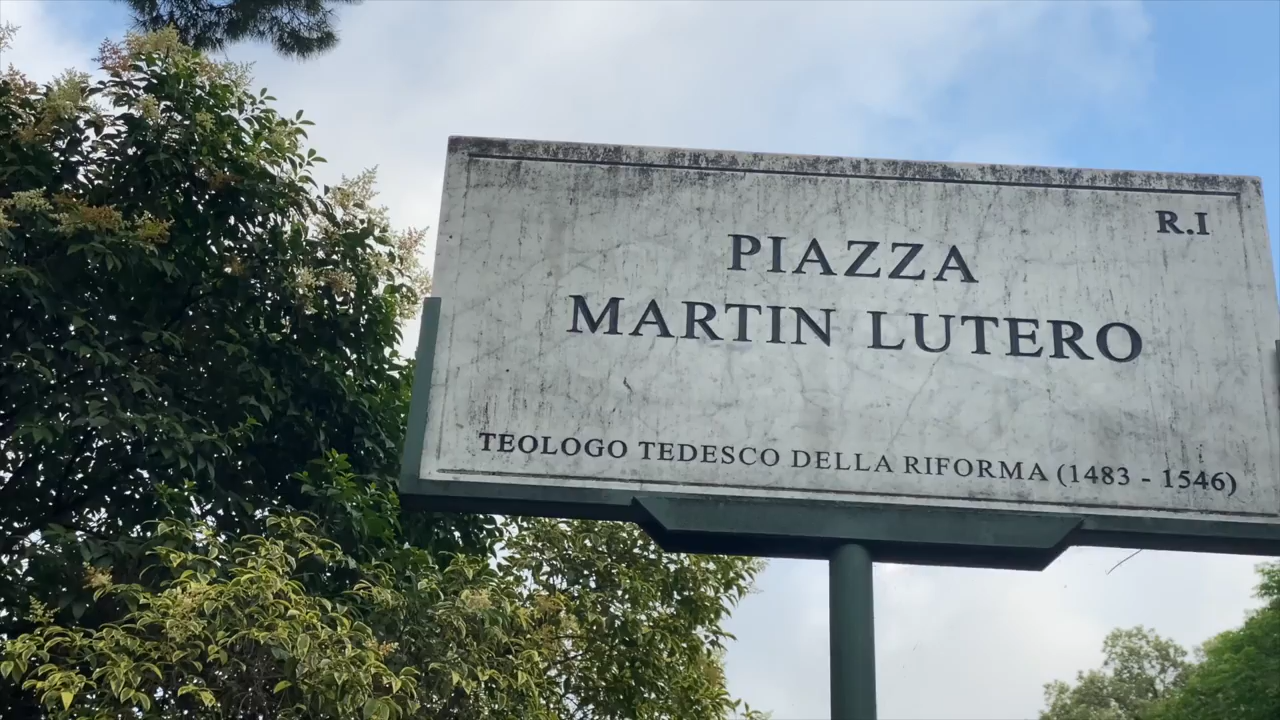 R.I
PIAZZA
MARTIN LUTERO
TEOLOGO TEDESCO DELLA RIFORMA (1483 - 1546)